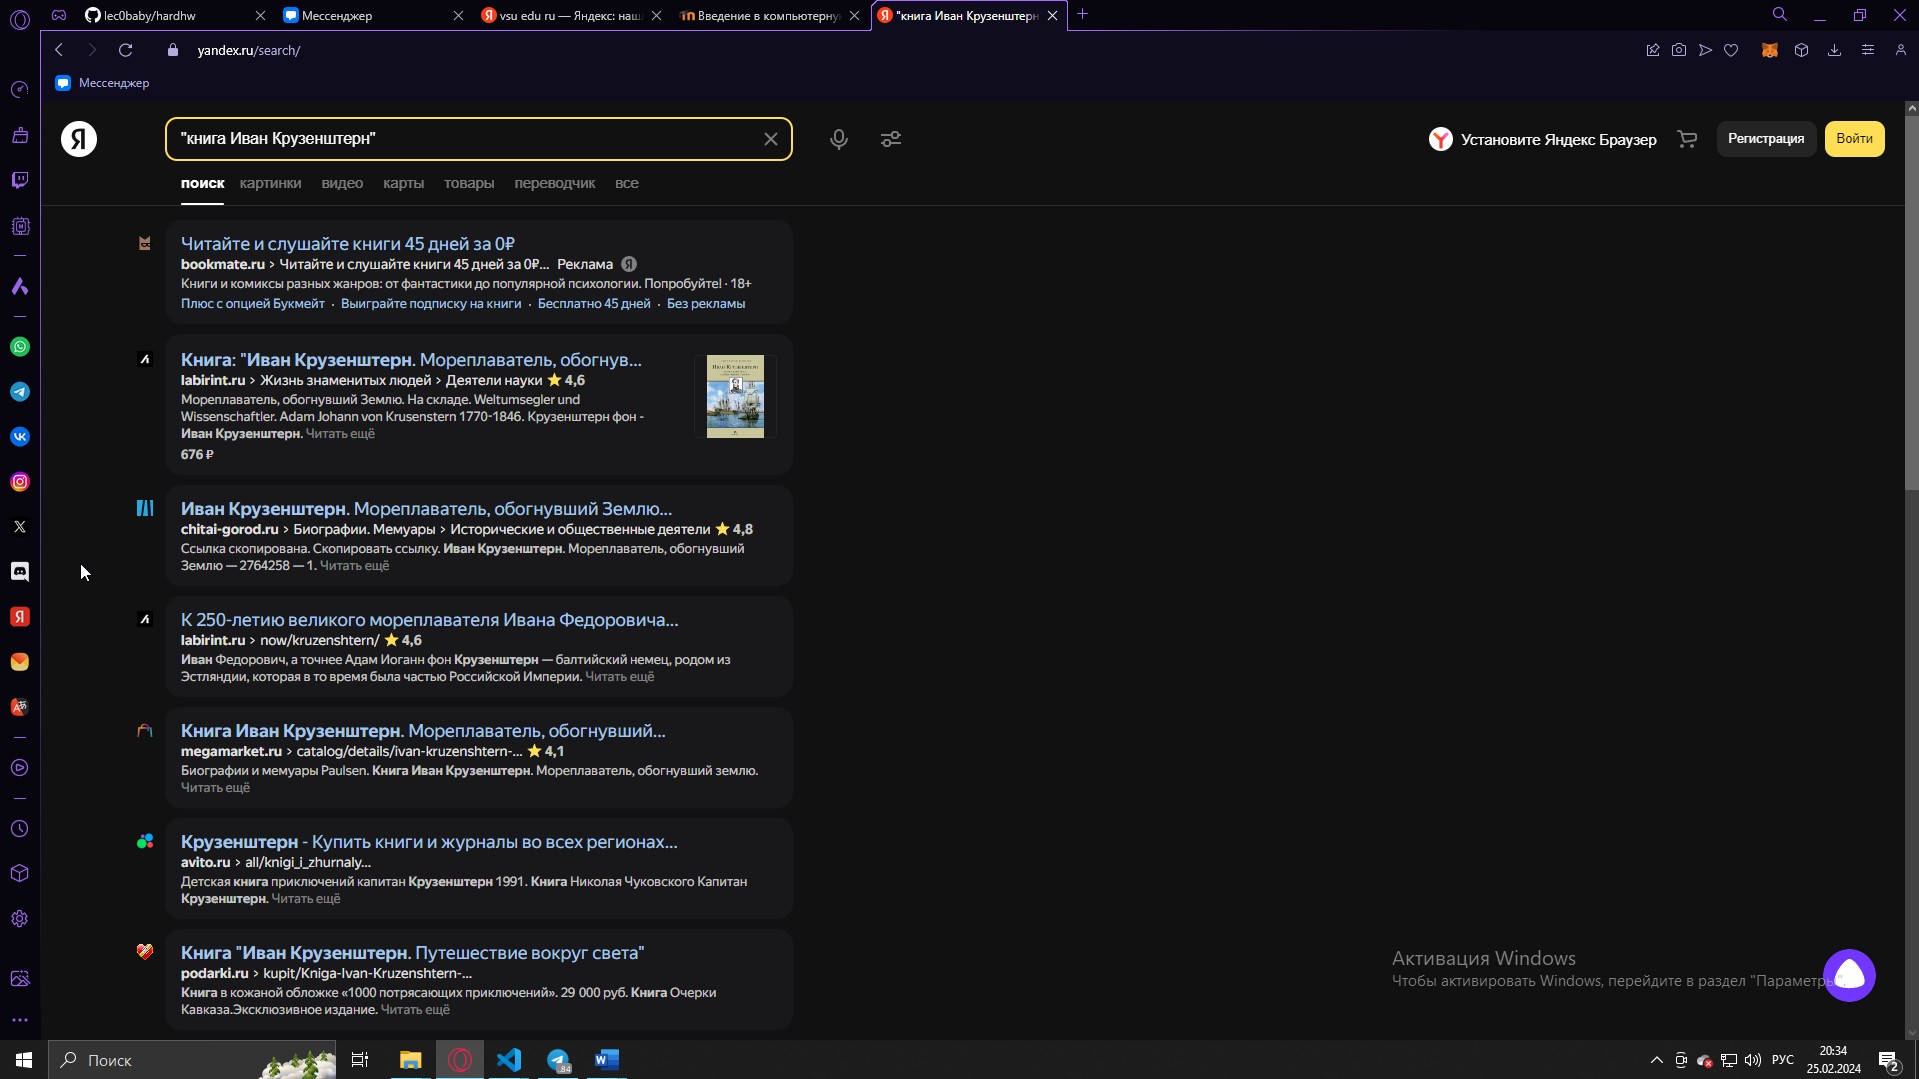 lec0baby/hardhw
Мессенджер
vsu edu ru — Яндекс: наш
Введение в компьютерну
"книга Иван Крузенштерн
yandex.ru/search/
Мессенджер
"книга Иван Крузенштерн"
Установите Яндекс Браузер
Регистрация
Войти
поиск картинки видео карты товары переводчик все
Читайте и слушайте книги 45 дней за 0₽
bookmate.ru › Читайте и слушайте книги 45 дней за 0₽... Реклама
Книги и комиксы разных жанров: от фантастики до популярной психологии. Попробуйте! · 18+
Плюс с опцией Букмейт · Выиграйте подписку на книги · Бесплатно 45 дней · Без рекламы
Книга: "Иван Крузенштерн. Мореплаватель, обогнув...
labirint.ru › Жизнь знаменитых людей › Деятели науки ⭐ 4,6
Мореплаватель, обогнувший Землю. На складе. Weltumsegler und
Wissenschaftler. Adam Johann von Krusenstern 1770-1846. Крузенштерн фон -
Иван Крузенштерн. Читать ещё
676 ₽
Иван Крузенштерн. Мореплаватель, обогнувший Землю...
chitai-gorod.ru › Биографии. Мемуары › Исторические и общественные деятели ⭐ 4,8
Ссылка скопирована. Скопировать ссылку. Иван Крузенштерн. Мореплаватель, обогнувший
Землю — 2764258 — 1. Читать ещё
К 250-летию великого мореплавателя Ивана Федоровича...
labirint.ru › now/kruzenshtern/ ⭐ 4,6
Иван Федорович, а точнее Адам Иоганн фон Крузенштерн — балтийский немец, родом из
Эстляндии, которая в то время была частью Российской Империи. Читать ещё
Книга Иван Крузенштерн. Мореплаватель, обогнувший...
megamarket.ru › catalog/details/ivan-kruzenshtern-... ⭐ 4,1
Биографии и мемуары Paulsen. Книга Иван Крузенштерн. Мореплаватель, обогнувший землю.
Читать ещё
Крузенштерн - Купить книги и журналы во всех регионах...
avito.ru › all/knigi_i_zhurnaly...
Детская книга приключений капитан Крузенштерн 1991. Книга Николая Чуковского Капитан
Крузенштерн. Читать ещё
Книга "Иван Крузенштерн. Путешествие вокруг света"
podarki.ru › kupit/Kniga-Ivan-Kruzenshtern-...
Книга в кожаной обложке «1000 потрясающих приключений». 29 000 руб. Книга Очерки
Кавказа.Эксклюзивное издание. Читать ещё
Активация Windows
Чтобы активировать Windows, перейдите в раздел "Параметры
Поиск
84
РУС
20:34
25.02.2024
2